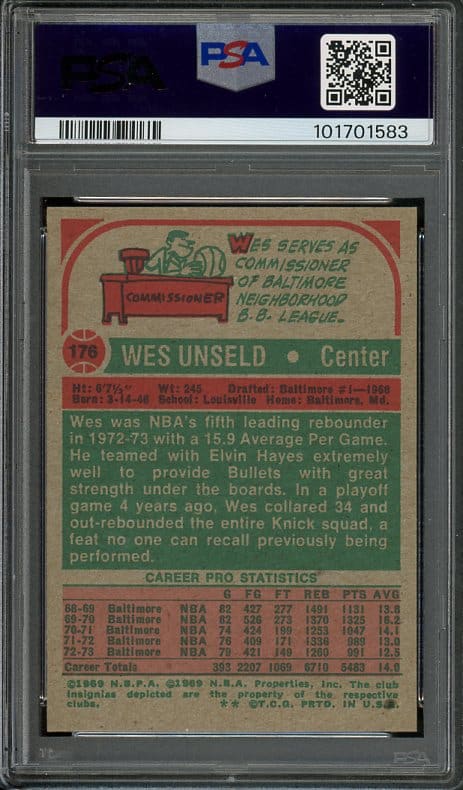 PSA
PSA
101701583
WES SERVES AS
COMMISSIONER
OF BALTIMORE
NEIGHBORHOOD
B.B. LEAGUE.
COMMISSIONER
176 WES UNSELD • Center
Ht: 6'7½" Wt: 245 Drafted: Baltimore #1—1968
Born: 3-14-46 School: Louisville Home: Baltimore, Md.
Wes was NBA's fifth leading rebounder
in 1972-73 with a 15.9 Average Per Game.
He teamed with Elvin Hayes extremely
well to provide Bullets with great
strength under the boards. In a playoff
game 4 years ago, Wes collared 34 and
out-rebounded the entire Knick squad, a
feat no one can recall previously being
performed.
CAREER PRO STATISTICS
G FG FT REB PTS AVG
68-69 Baltimore NBA 82 427 277 1491 1131 13.8
69-70 Baltimore NBA 82 526 273 1370 1325 16.2
70-71 Baltimore NBA 74 424 199 1253 1047 14.1
71-72 Baltimore NBA 76 409 171 1336 989 13.0
72-73 Baltimore NBA 79 421 149 1260 991 12.5
Career Totals 393 2207 1069 6710 5483 14.0
©1969 N.B.P.A. ©1969 N.B.A. Properties, Inc. The club
insignias depicted are the property of the respective
clubs. ** ©T.C.G. PRTD. IN U.S.A.
PSA